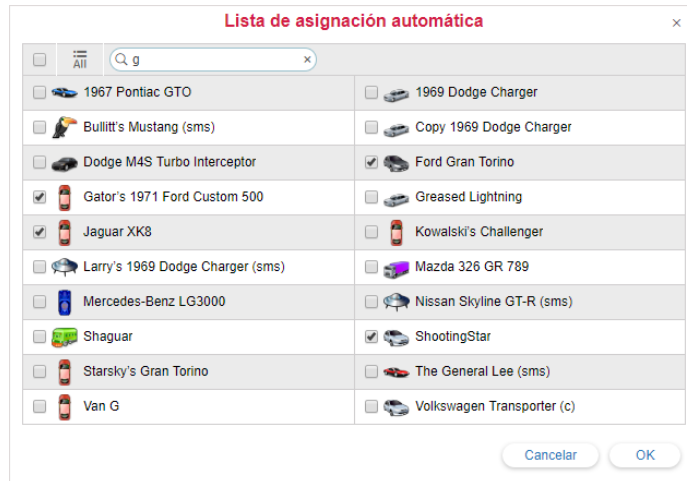 Lista de asignación automática
×
All
g ×
1967 Pontiac GTO
1969 Dodge Charger
Bullitt's Mustang (sms)
Copy 1969 Dodge Charger
Dodge M4S Turbo Interceptor
Ford Gran Torino
Gator's 1971 Ford Custom 500
Greased Lightning
Jaguar XK8
Kowalski's Challenger
Larry's 1969 Dodge Charger (sms)
Mazda 326 GR 789
Mercedes-Benz LG3000
Nissan Skyline GT-R (sms)
Shaguar
ShootingStar
Starsky's Gran Torino
The General Lee (sms)
Van G
Volkswagen Transporter (c)
Cancelar
OK